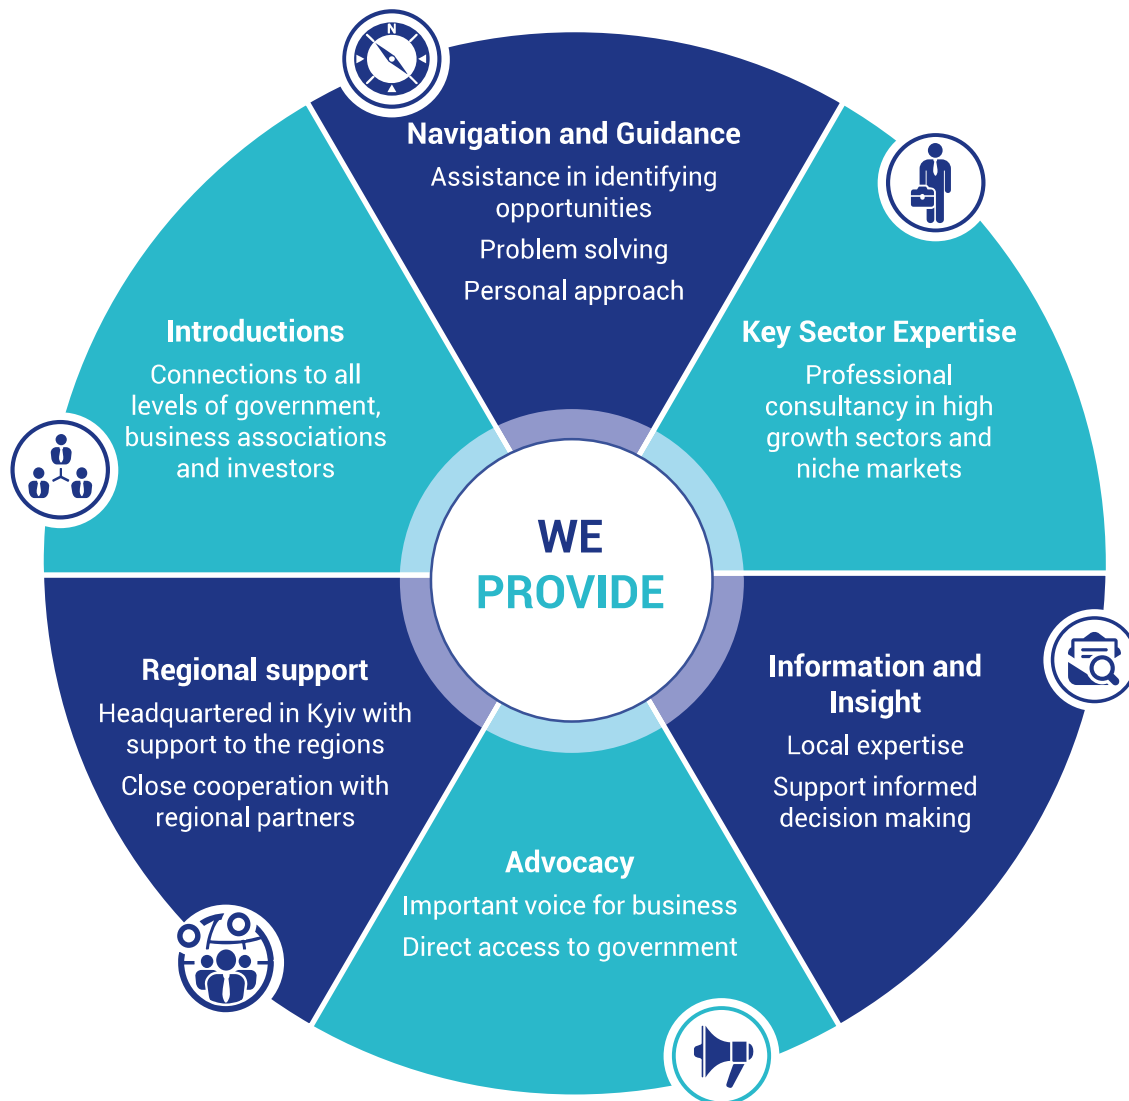 N
Navigation and Guidance
Assistance in identifying
opportunities
Problem solving
Personal approach
Key Sector Expertise
Professional
consultancy in high
growth sectors and
niche markets
Information and
Insight
Local expertise
Support informed
decision making
Advocacy
Important voice for business
Direct access to government
Regional support
Headquartered in Kyiv with
support to the regions
Close cooperation with
regional partners
Introductions
Connections to all
levels of government,
business associations
and investors
WE
PROVIDE